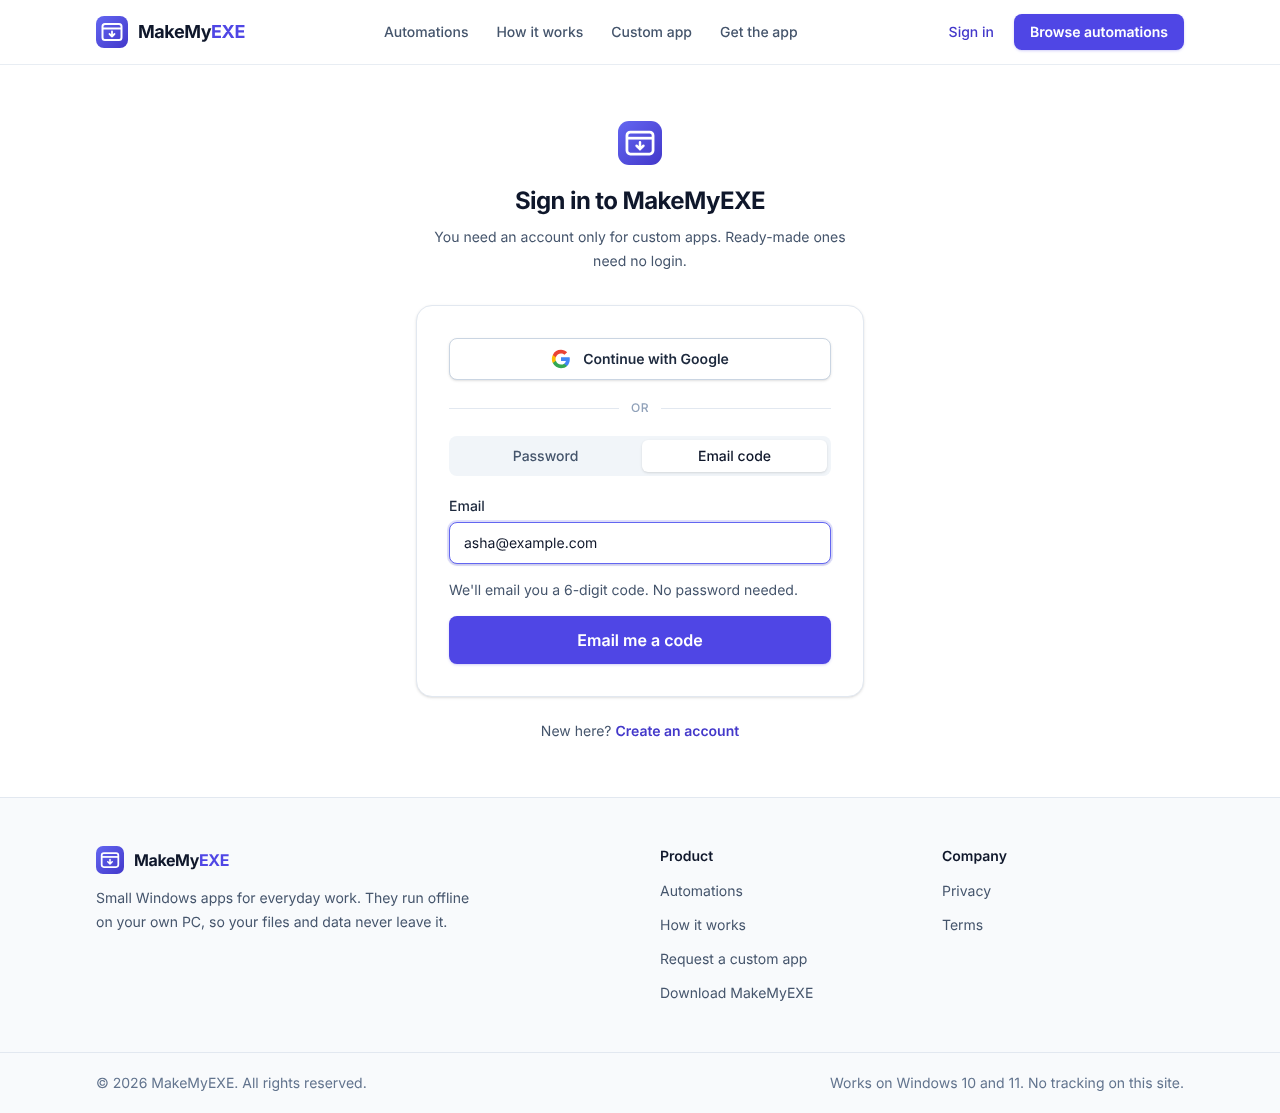 MakeMyEXE
Automations
How it works
Custom app
Get the app
Sign in
Browse automations
Sign in to MakeMyEXE
You need an account only for custom apps. Ready-made ones
need no login.
Continue with Google
OR
Password
Email code
Email
asha@example.com
We'll email you a 6-digit code. No password needed.
Email me a code
New here? Create an account
MakeMyEXE
Small Windows apps for everyday work. They run offline
on your own PC, so your files and data never leave it.
Product
Automations
How it works
Request a custom app
Download MakeMyEXE
Company
Privacy
Terms
© 2026 MakeMyEXE. All rights reserved.
Works on Windows 10 and 11. No tracking on this site.